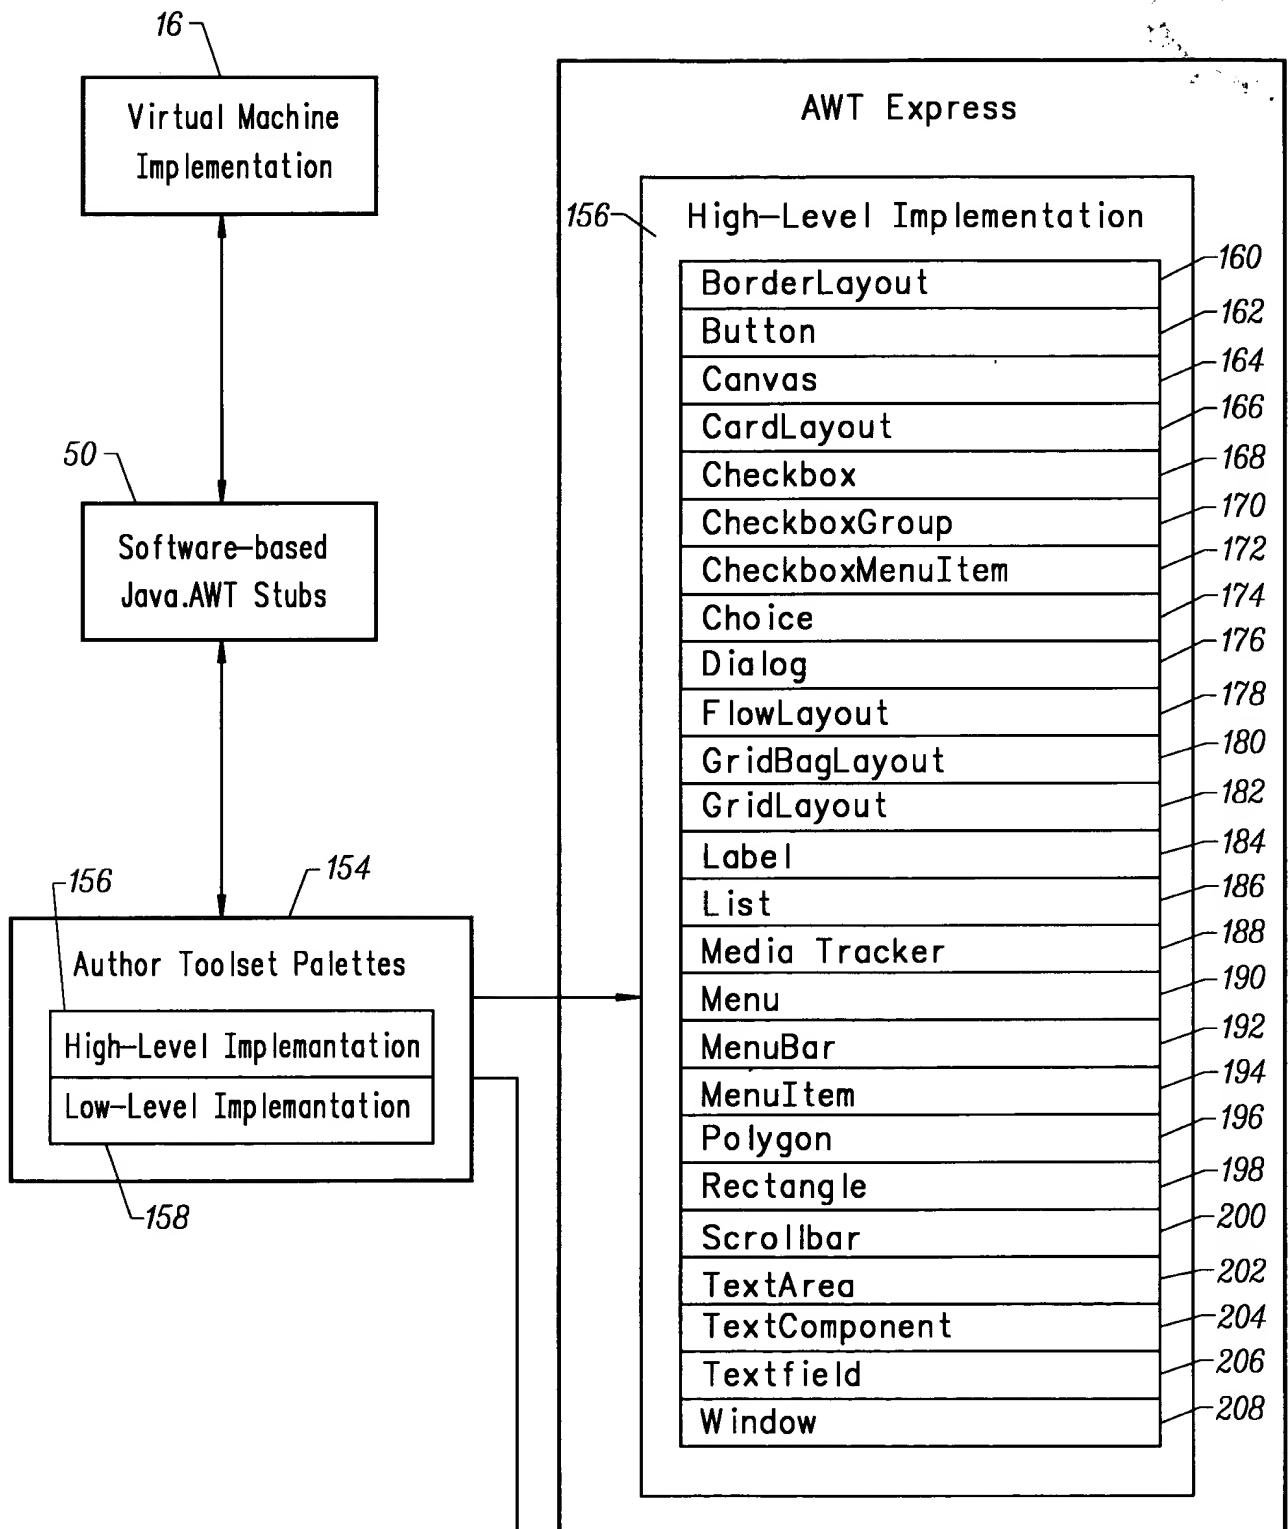 16
Virtual Machine
Implementation
50
Software-based
Java.AWT Stubs
154
156
Author Toolset Palettes
High-Level Implemantation
Low-Level Implemantation
158
AWT Express
156
High-Level Implementation
BorderLayout 160
Button 162
Canvas 164
CardLayout 166
Checkbox 168
CheckboxGroup 170
CheckboxMenuItem 172
Choice 174
Dialog 176
FlowLayout 178
GridBagLayout 180
GridLayout 182
Label 184
List 186
Media Tracker 188
Menu 190
MenuBar 192
MenuItem 194
Polygon 196
Rectangle 198
Scrollbar 200
TextArea 202
TextComponent 204
Textfield 206
Window 208